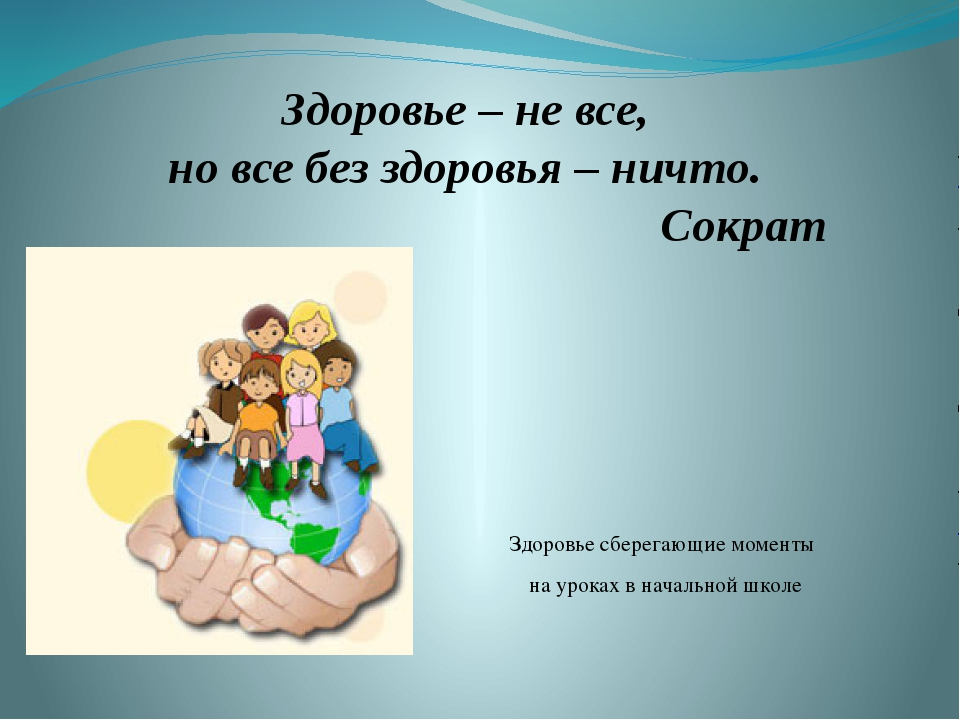 Здоровье – не все,
но все без здоровья – ничто.
Сократ
Здоровье сберегающие моменты
на уроках в начальной школе